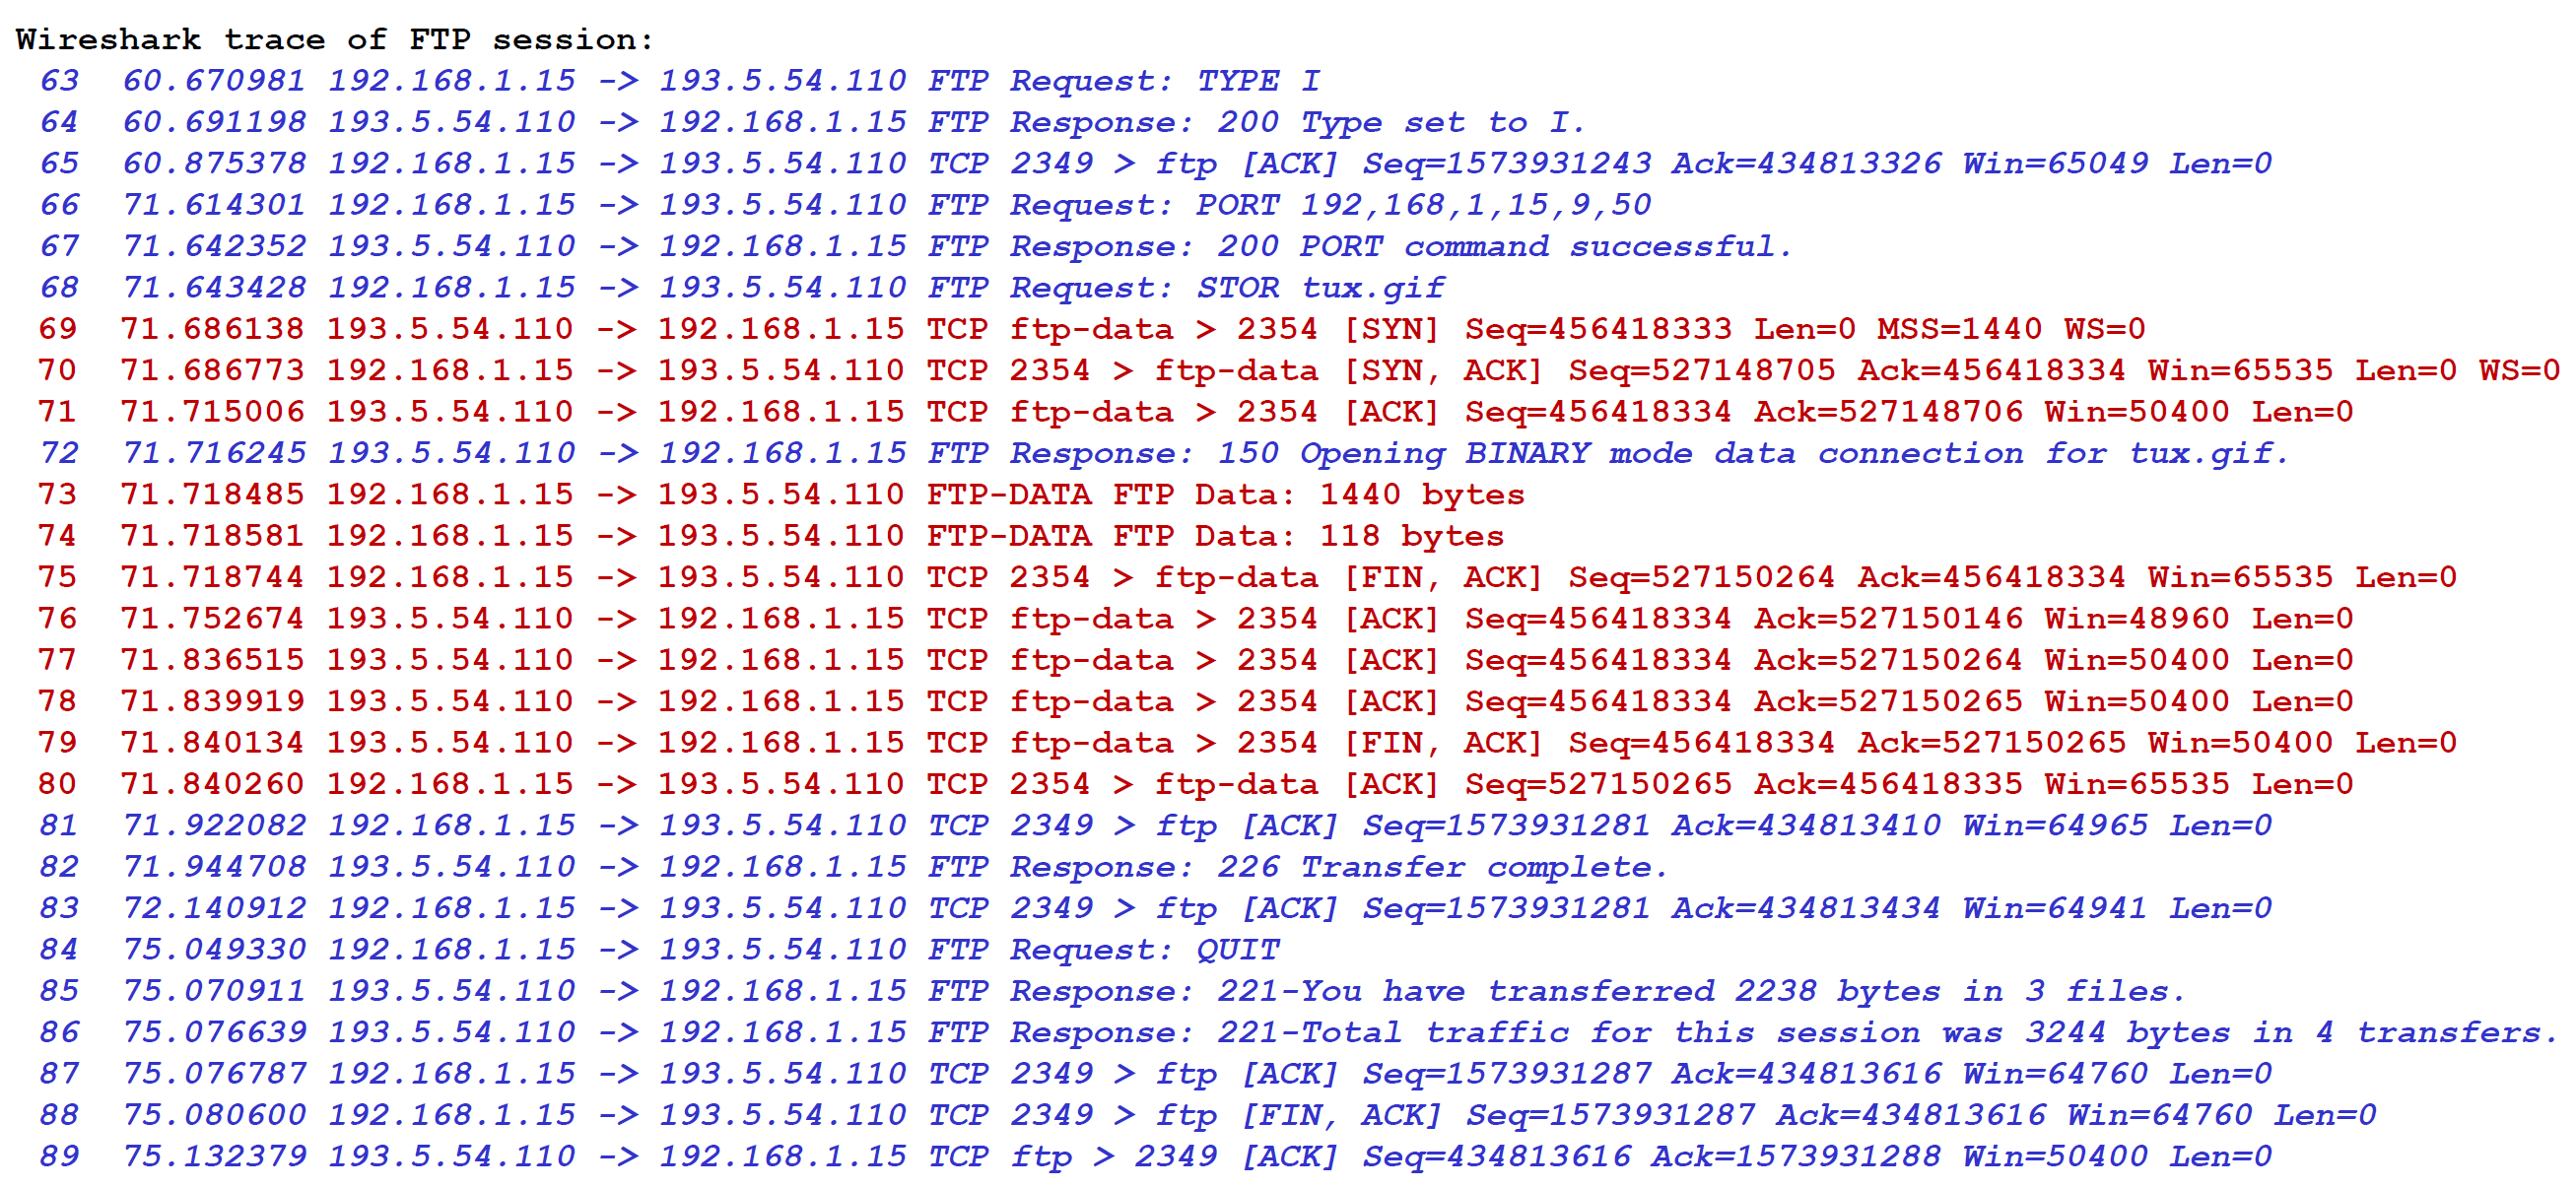 Wireshark trace of FTP session:
63 60.670981 192.168.1.15 -> 193.5.54.110 FTP Request: TYPE I
64 60.691198 193.5.54.110 -> 192.168.1.15 FTP Response: 200 Type set to I.
65 60.875378 192.168.1.15 -> 193.5.54.110 TCP 2349 > ftp [ACK] Seq=1573931243 Ack=434813326 Win=65049 Len=0
66 71.614301 192.168.1.15 -> 193.5.54.110 FTP Request: PORT 192,168,1,15,9,50
67 71.642352 193.5.54.110 -> 192.168.1.15 FTP Response: 200 PORT command successful.
68 71.643428 192.168.1.15 -> 193.5.54.110 FTP Request: STOR tux.gif
69 71.686138 193.5.54.110 -> 192.168.1.15 TCP ftp-data > 2354 [SYN] Seq=456418333 Len=0 MSS=1440 WS=0
70 71.686773 192.168.1.15 -> 193.5.54.110 TCP 2354 > ftp-data [SYN, ACK] Seq=527148705 Ack=456418334 Win=65535 Len=0 WS=0
71 71.715006 193.5.54.110 -> 192.168.1.15 TCP ftp-data > 2354 [ACK] Seq=456418334 Ack=527148706 Win=50400 Len=0
72 71.716245 193.5.54.110 -> 192.168.1.15 FTP Response: 150 Opening BINARY mode data connection for tux.gif.
73 71.718485 192.168.1.15 -> 193.5.54.110 FTP-DATA FTP Data: 1440 bytes
74 71.718581 192.168.1.15 -> 193.5.54.110 FTP-DATA FTP Data: 118 bytes
75 71.718744 192.168.1.15 -> 193.5.54.110 TCP 2354 > ftp-data [FIN, ACK] Seq=527150264 Ack=456418334 Win=65535 Len=0
76 71.752674 193.5.54.110 -> 192.168.1.15 TCP ftp-data > 2354 [ACK] Seq=456418334 Ack=527150146 Win=48960 Len=0
77 71.836515 193.5.54.110 -> 192.168.1.15 TCP ftp-data > 2354 [ACK] Seq=456418334 Ack=527150264 Win=50400 Len=0
78 71.839919 193.5.54.110 -> 192.168.1.15 TCP ftp-data > 2354 [ACK] Seq=456418334 Ack=527150265 Win=50400 Len=0
79 71.840134 193.5.54.110 -> 192.168.1.15 TCP ftp-data > 2354 [FIN, ACK] Seq=456418334 Ack=527150265 Win=50400 Len=0
80 71.840260 192.168.1.15 -> 193.5.54.110 TCP 2354 > ftp-data [ACK] Seq=527150265 Ack=456418335 Win=65535 Len=0
81 71.922082 192.168.1.15 -> 193.5.54.110 TCP 2349 > ftp [ACK] Seq=1573931281 Ack=434813410 Win=64965 Len=0
82 71.944708 193.5.54.110 -> 192.168.1.15 FTP Response: 226 Transfer complete.
83 72.140912 192.168.1.15 -> 193.5.54.110 TCP 2349 > ftp [ACK] Seq=1573931281 Ack=434813434 Win=64941 Len=0
84 75.049330 192.168.1.15 -> 193.5.54.110 FTP Request: QUIT
85 75.070911 193.5.54.110 -> 192.168.1.15 FTP Response: 221-You have transferred 2238 bytes in 3 files.
86 75.076639 193.5.54.110 -> 192.168.1.15 FTP Response: 221-Total traffic for this session was 3244 bytes in 4 transfers.
87 75.076787 192.168.1.15 -> 193.5.54.110 TCP 2349 > ftp [ACK] Seq=1573931287 Ack=434813616 Win=64760 Len=0
88 75.080600 192.168.1.15 -> 193.5.54.110 TCP 2349 > ftp [FIN, ACK] Seq=1573931287 Ack=434813616 Win=64760 Len=0
89 75.132379 193.5.54.110 -> 192.168.1.15 TCP ftp > 2349 [ACK] Seq=434813616 Ack=1573931288 Win=50400 Len=0